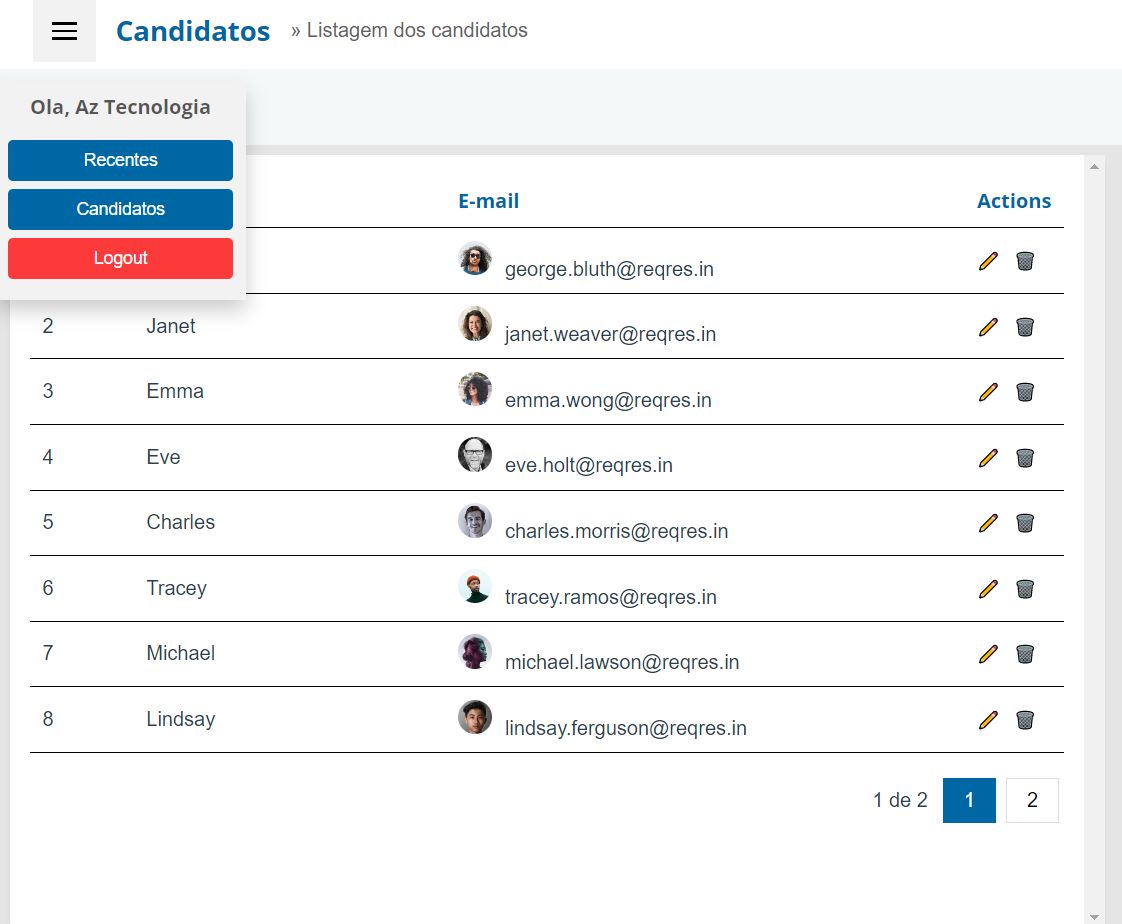 Candidatos » Listagem dos candidatos
Ola, Az Tecnologia
Recentes
Candidatos
Logout
E-mail Actions
george.bluth@reqres.in
2 Janet janet.weaver@reqres.in
3 Emma emma.wong@reqres.in
4 Eve eve.holt@reqres.in
5 Charles charles.morris@reqres.in
6 Tracey tracey.ramos@reqres.in
7 Michael michael.lawson@reqres.in
8 Lindsay lindsay.ferguson@reqres.in
1 de 2 1 2